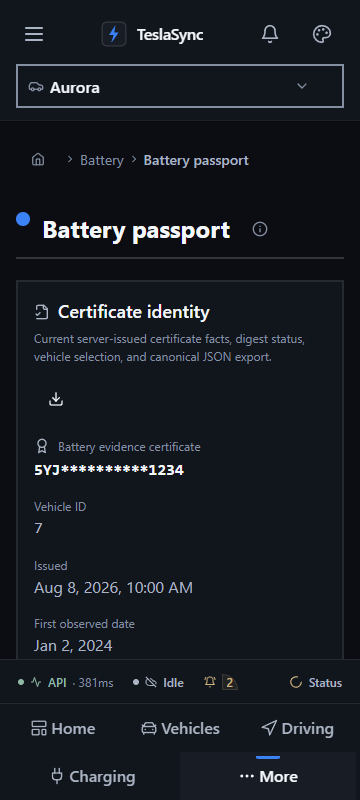 TeslaSync
Aurora
Battery
Battery passport
Battery passport
Certificate identity
Current server-issued certificate facts, digest status,
vehicle selection, and canonical JSON export.
Battery evidence certificate
5YJ**********1234
Vehicle ID
7
Issued
Aug 8, 2026, 10:00 AM
First observed date
Jan 2, 2024
API · 381ms
Idle
2
Status
Home
Vehicles
Driving
Charging
More